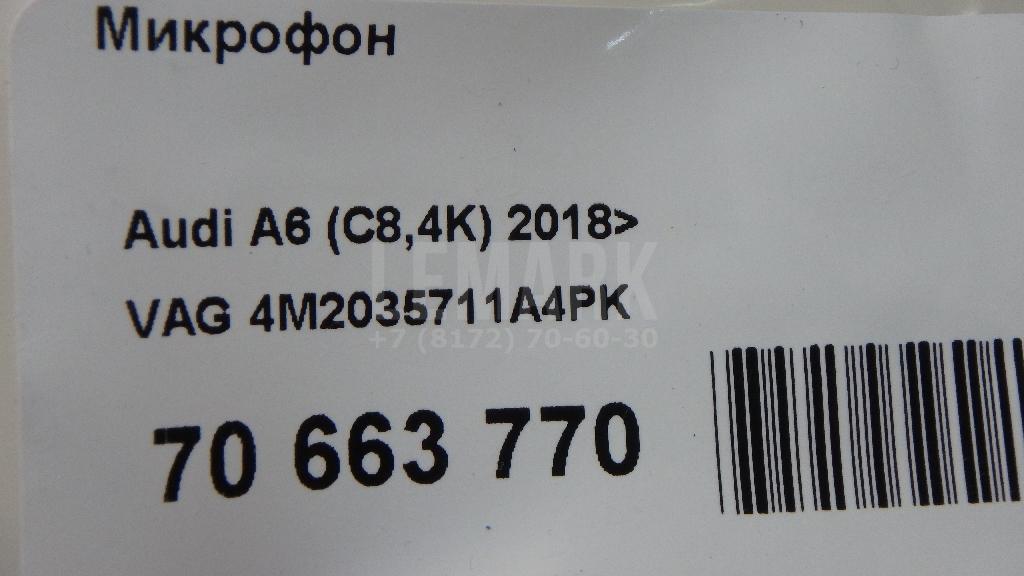 Микрофон
Audi A6 (C8,4K) 2018>
LEMARK
VAG 4M2035711A4PK
+7 (8172) 70-60-30
70 663 770